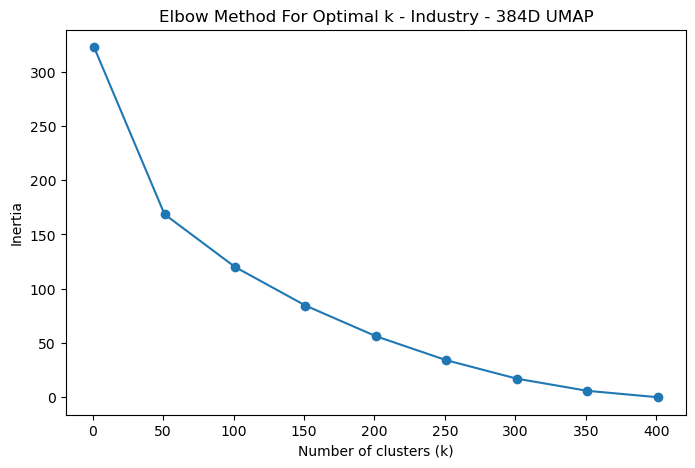 Elbow Method For Optimal k - Industry - 384D UMAP
300
250
200
150
100
50
0
Inertia
0 50 100 150 200 250 300 350 400
Number of clusters (k)